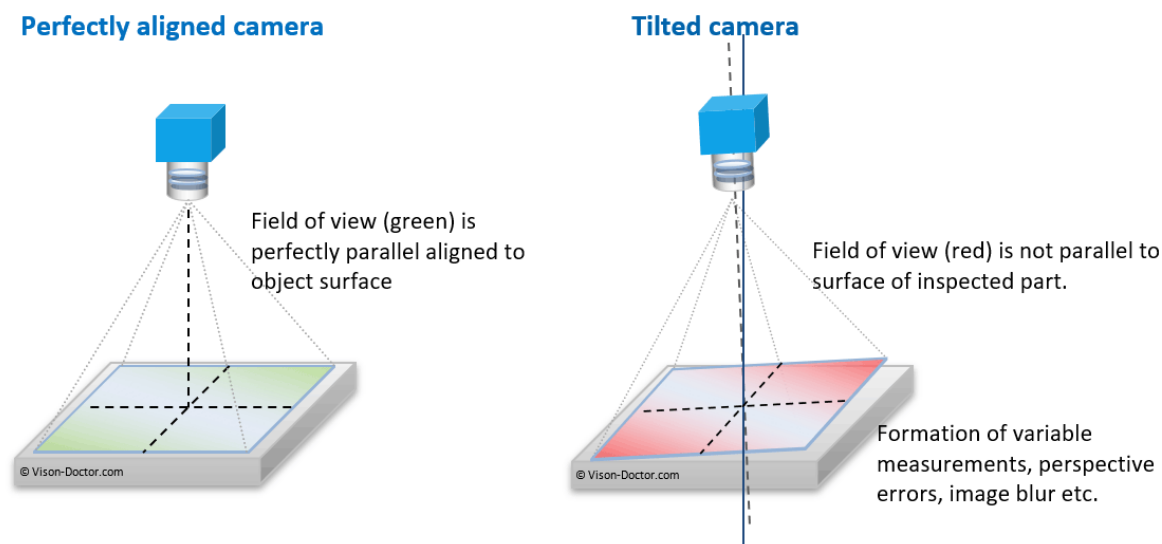 Perfectly aligned camera
Tilted camera
Field of view (green) is
perfectly parallel aligned to
object surface
Field of view (red) is not parallel to
surface of inspected part.
Formation of variable
measurements, perspective
errors, image blur etc.
© Vison-Doctor.com
© Vison-Doctor.com